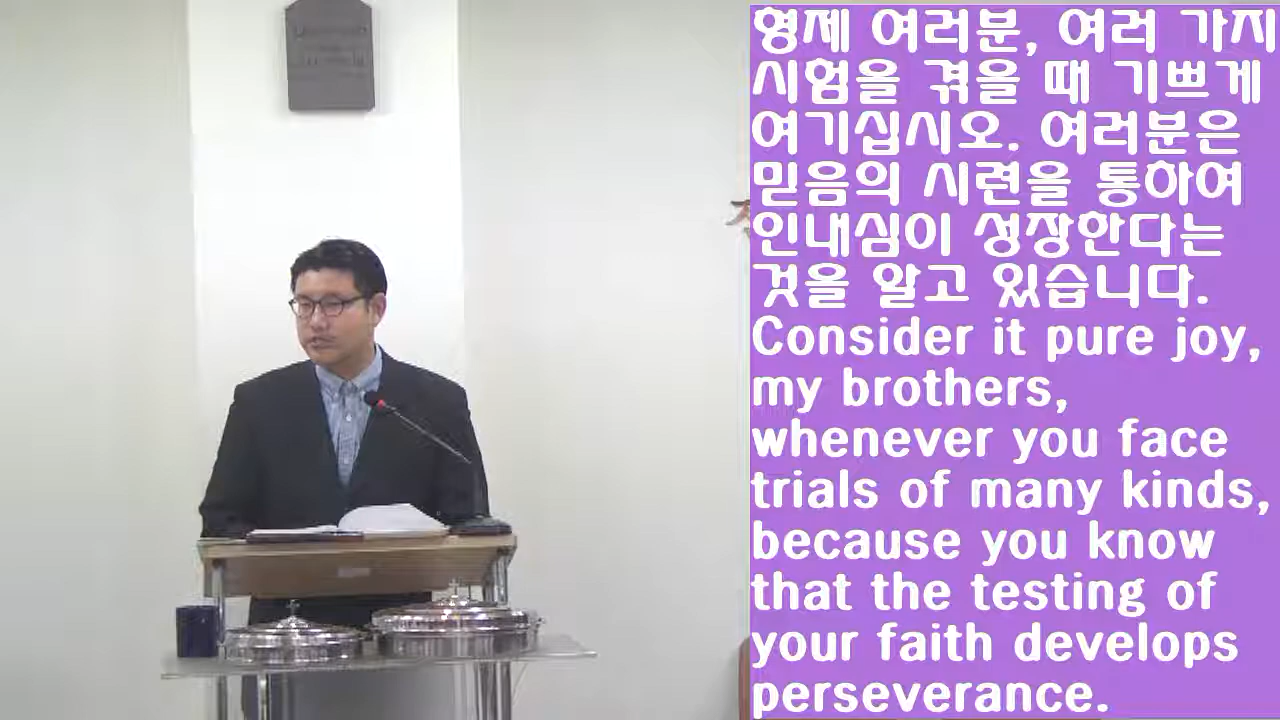 형제 여러분, 여러 가지
시험을 겪을 때 기쁘게
여기십시오. 여러분은
믿음의 시련을 통하여
인내심이 성장한다는
것을 알고 있습니다.
Consider it pure joy,
my brothers,
whenever you face
trials of many kinds,
because you know
that the testing of
your faith develops
perseverance.